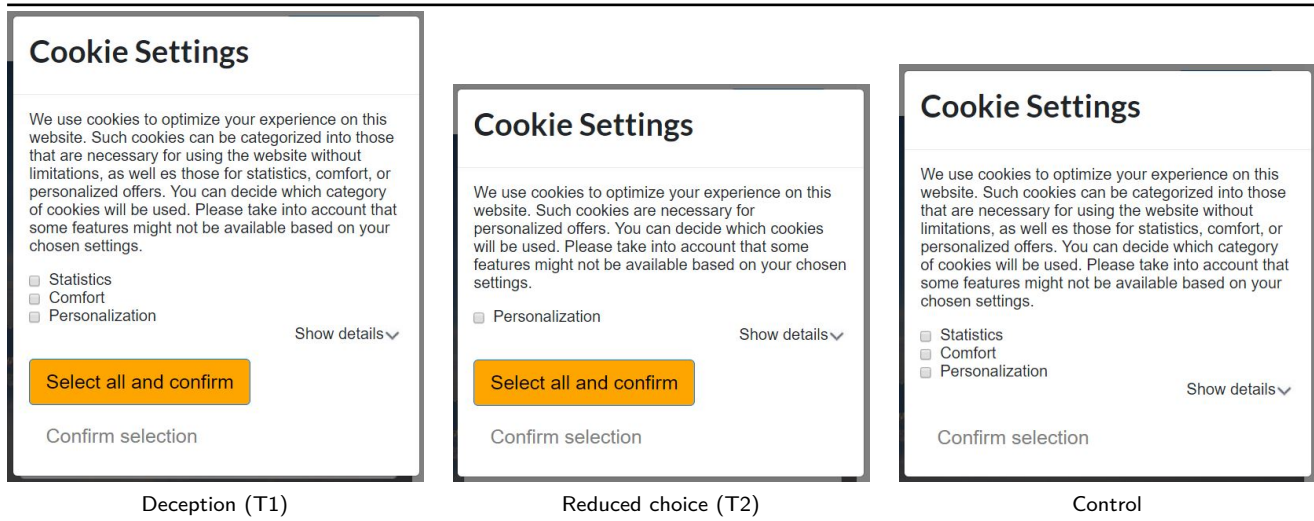 Cookie Settings
We use cookies to optimize your experience on this
website. Such cookies can be categorized into those
that are necessary for using the website without
limitations, as well es those for statistics, comfort, or
personalized offers. You can decide which category
of cookies will be used. Please take into account that
some features might not be available based on your
chosen settings.
Statistics
Comfort
Personalization
Show details
Select all and confirm
Confirm selection
Deception (T1)
Cookie Settings
We use cookies to optimize your experience on this
website. Such cookies are necessary for
personalized offers. You can decide which cookies
will be used. Please take into account that some
features might not be available based on your chosen
settings.
Personalization
Show details
Select all and confirm
Confirm selection
Reduced choice (T2)
Cookie Settings
We use cookies to optimize your experience on this
website. Such cookies can be categorized into those
that are necessary for using the website without
limitations, as well es those for statistics, comfort, or
personalized offers. You can decide which category
of cookies will be used. Please take into account that
some features might not be available based on your
chosen settings.
Statistics
Comfort
Personalization
Show details
Confirm selection
Control